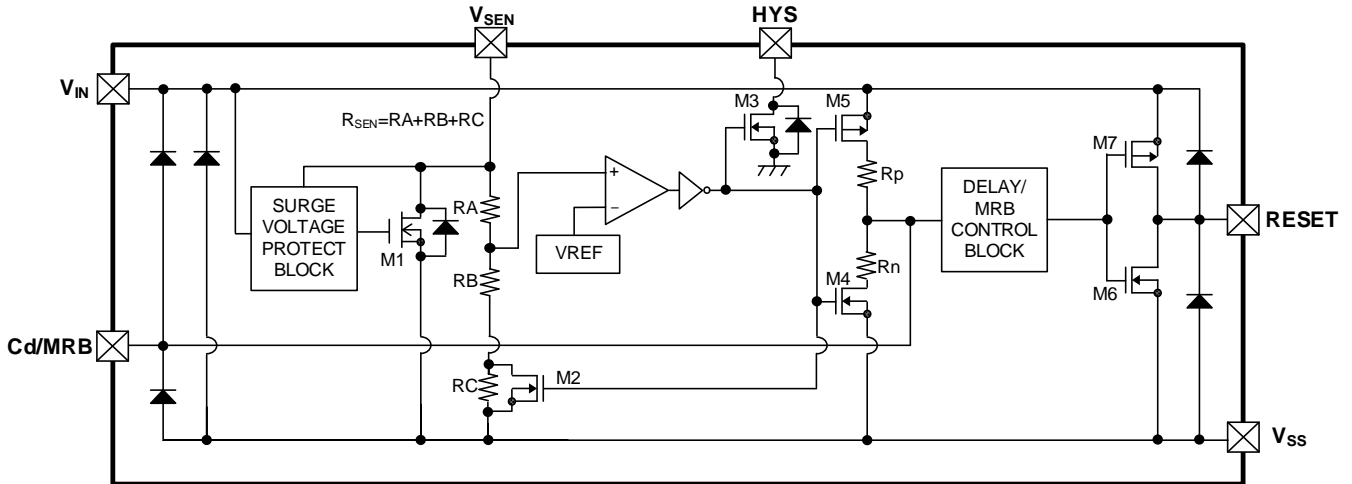 VSEN
HYS
VIN
RSEN=RA+RB+RC
M3
M5
M7
Rp
SURGE
VOLTAGE
PROTECT
BLOCK
M1
RA
RB
+
−
VREF
DELAY/
MRB
CONTROL
BLOCK
RESET
Rn
M4
M6
Cd/MRB
RC
M2
VSS